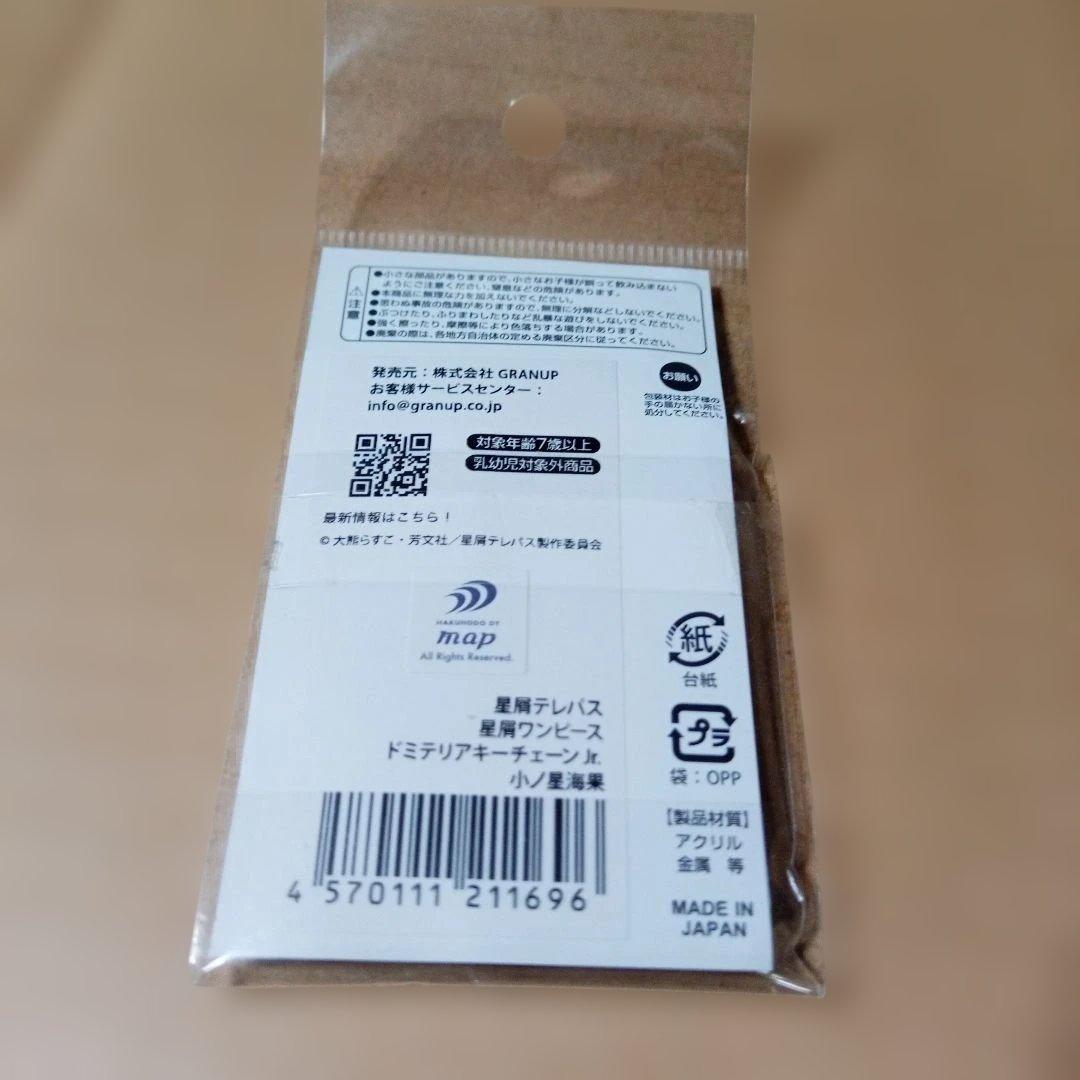 ⚠注意
●小さな部品がありますので、小さなお子様が誤って飲み込まない
ようにご注意ください。窒息などの危険があります。
●本商品に無理な力を加えないでください。
●思わぬ事故の危険がありますので、無理に分解などしないでください。
●ぶつけたり、ふりまわしたりなど乱暴な遊びをしないでください。
●強く擦ったり、摩擦等により色落ちする場合があります。
●廃棄の際は、各地方自治体の定める廃棄区分に従ってください。
発売元：株式会社 GRANUP
お客様サービスセンター：
info@granup.co.jp
お願い
包装材はお子様の
手の届かない所に
処分してください。
対象年齢7歳以上
乳幼児対象外商品
最新情報はこちら！
© 大熊らすこ・芳文社／星屑テレパス製作委員会
HAKUHODO DY
map
All Rights Reserved.
紙
台紙
星屑テレパス
星屑ワンピース
ドミテリアキーチェーン Jr.
小ノ星海果
プラ
袋：OPP
4 570111 211696
【製品材質】
アクリル
金属 等
MADE IN
JAPAN